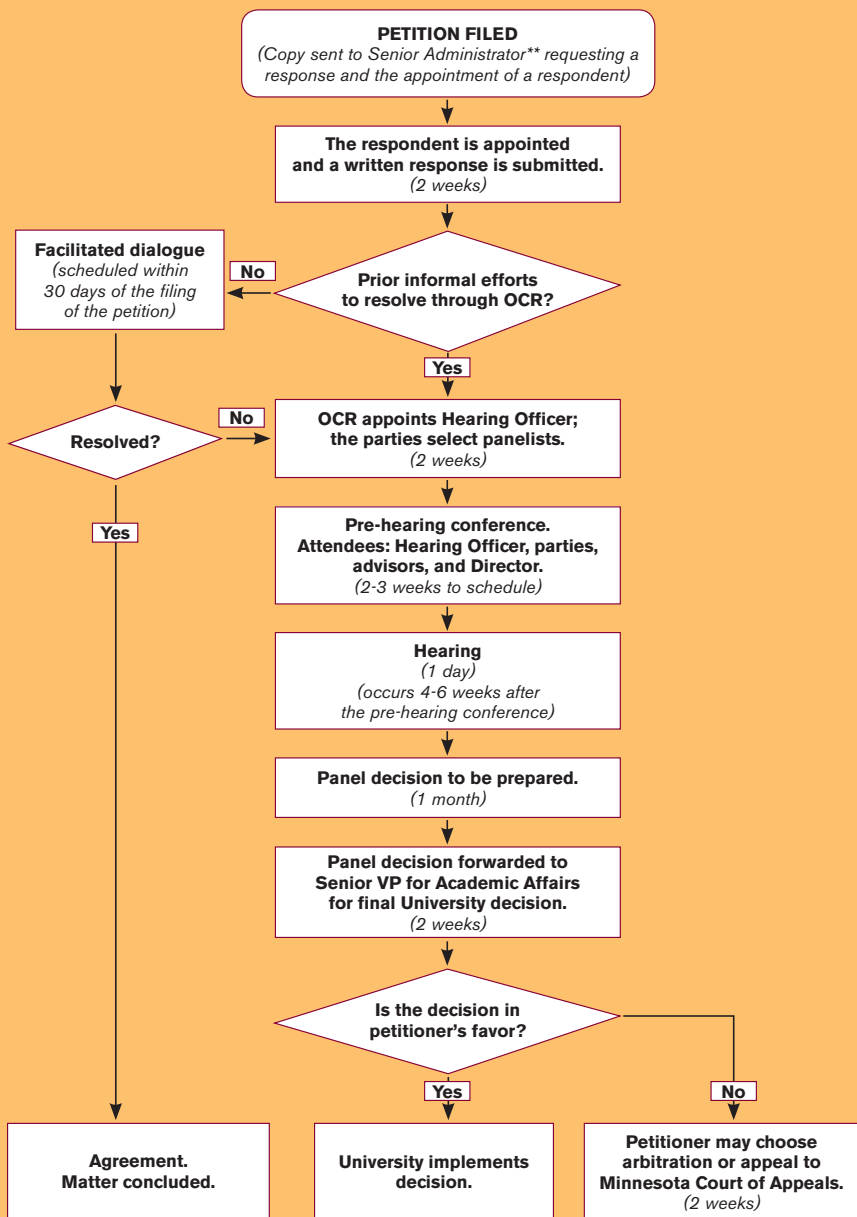 PETITION FILED
(Copy sent to Senior Administrator** requesting a
response and the appointment of a respondent)
The respondent is appointed
and a written response is submitted.
(2 weeks)
Facilitated dialogue
(scheduled within
30 days of the filing
of the petition)
No
Prior informal efforts
to resolve through OCR?
Yes
Resolved?
No
OCR appoints Hearing Officer;
the parties select panelists.
(2 weeks)
Yes
Pre-hearing conference.
Attendees: Hearing Officer, parties,
advisors, and Director.
(2-3 weeks to schedule)
Hearing
(1 day)
(occurs 4-6 weeks after
the pre-hearing conference)
Panel decision to be prepared.
(1 month)
Panel decision forwarded to
Senior VP for Academic Affairs
for final University decision.
(2 weeks)
Is the decision in
petitioner’s favor?
Yes
No
Agreement.
Matter concluded.
University implements
decision.
Petitioner may choose
arbitration or appeal to
Minnesota Court of Appeals.
(2 weeks)